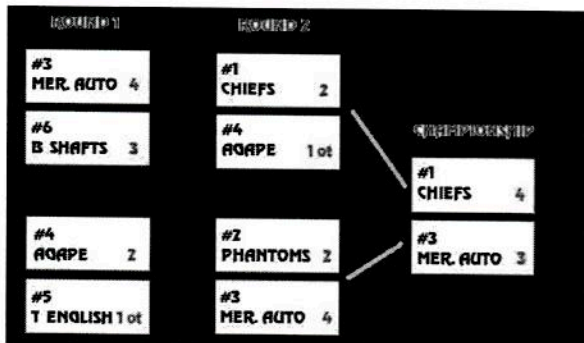 ROUND 1
#3
MER. AUTO 4
#6
B SHAFTS 3
#4
AGAPE 2
#5
T ENGLISH 1 ot
ROUND 2
#1
CHIEFS 2
#4
AGAPE 1 ot
#2
PHANTOMS 2
#3
MER. AUTO 4
CHAMPIONSHIP
#1
CHIEFS 4
#3
MER. AUTO 3